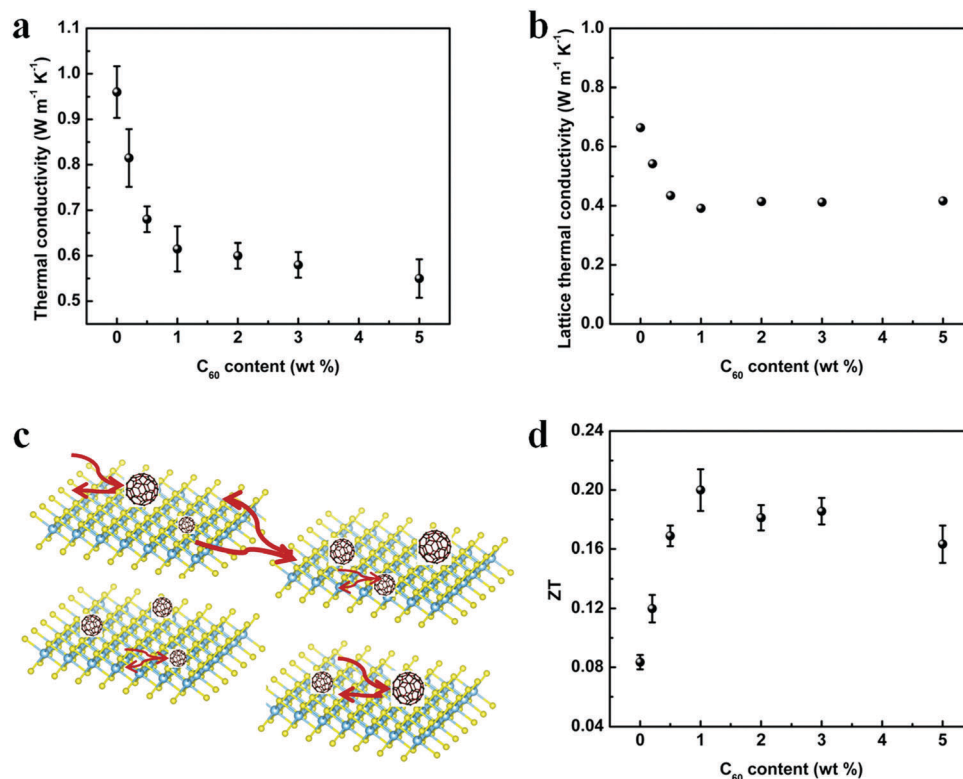 a
Thermal conductivity (W m⁻¹ K⁻¹)
1.1
1.0
0.9
0.8
0.7
0.6
0.5
0 1 2 3 4 5
C₆₀ content (wt %)
b
Lattice thermal conductivity (W m⁻¹ K⁻¹)
1.0
0.8
0.6
0.4
0.2
0.0
0 1 2 3 4 5
C₆₀ content (wt %)
c
d
ZT
0.24
0.20
0.16
0.12
0.08
0.04
0 1 2 3 4 5
C₆₀ content (wt %)